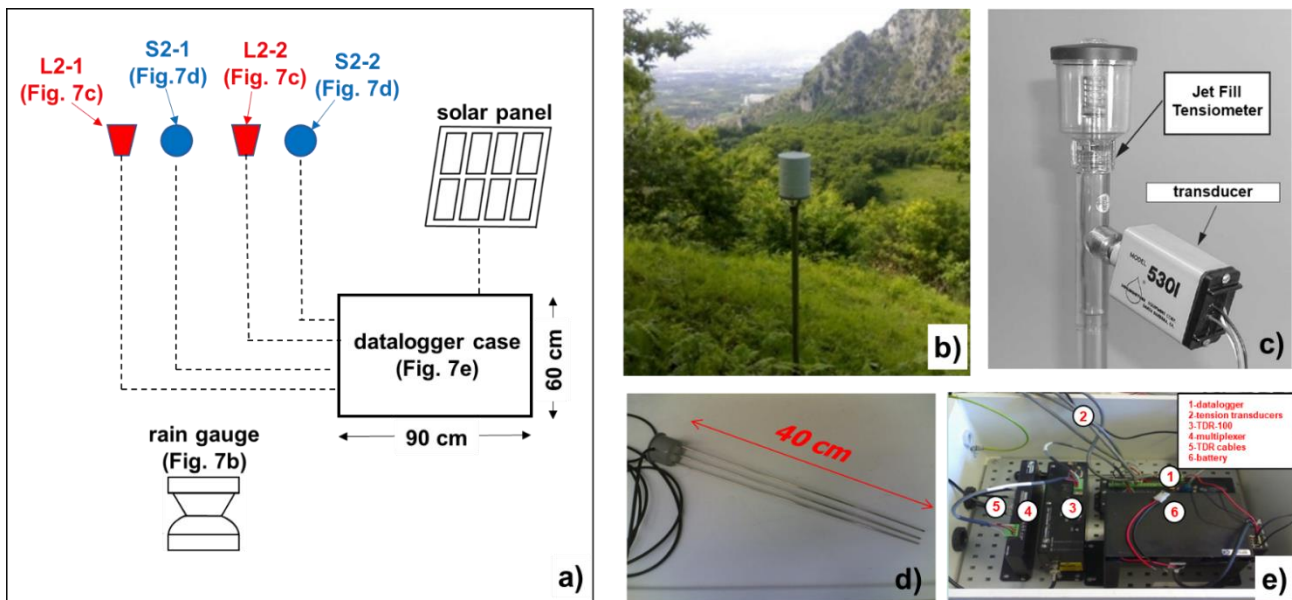 L2-1
(Fig. 7c)
S2-1
(Fig.7d)
L2-2
(Fig. 7c)
S2-2
(Fig. 7d)
solar panel
datalogger case
(Fig. 7e)
60 cm
90 cm
rain gauge
(Fig. 7b)
a)
b)
Jet Fill
Tensiometer
transducer
MODEL
5301
c)
40 cm
d)
1-datalogger
2-tension transducers
3-TDR-100
4-multiplexer
5-TDR cables
6-battery
2
1
5
4
3
6
e)